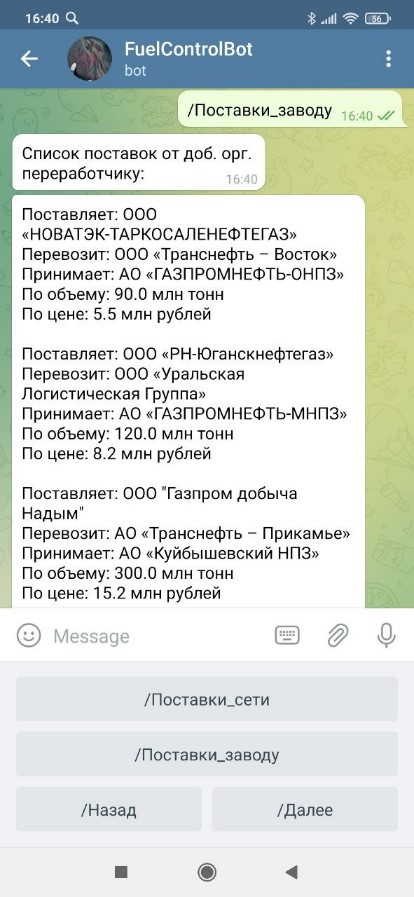 16:40
56
FuelControlBot
bot
/Поставки_заводу 16:40
Список поставок от доб. орг.
переработчику:
16:40
Поставляет: ООО
«НОВАТЭК-ТАРКОСАЛЕНЕФТЕГАЗ»
Перевозит: ООО «Транснефть – Восток»
Принимает: АО «ГАЗПРОМНЕФТЬ-ОНПЗ»
По объему: 90.0 млн тонн
По цене: 5.5 млн рублей
Поставляет: ООО «РН-Юганскнефтегаз»
Перевозит: ООО «Уральская
Логистическая Группа»
Принимает: АО «ГАЗПРОМНЕФТЬ-МНПЗ»
По объему: 120.0 млн тонн
По цене: 8.2 млн рублей
Поставляет: ООО "Газпром добыча
Надым"
Перевозит: АО «Транснефть – Прикамье»
Принимает: АО «Куйбышевский НПЗ»
По объему: 300.0 млн тонн
По цене: 15.2 млн рублей
Message
/Поставки_сети
/Поставки_заводу
/Назад
/Далее